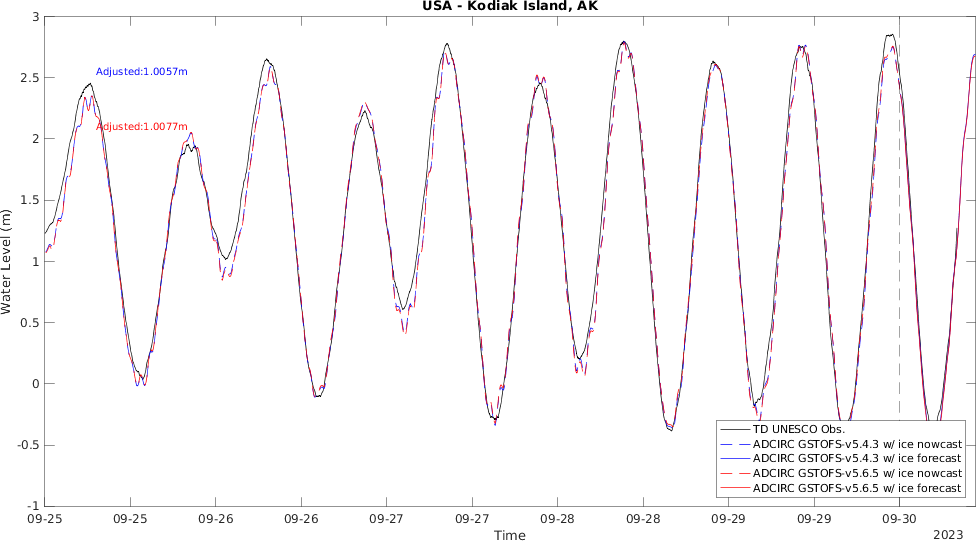 USA - Kodiak Island, AK
Water Level (m)
3
2.5
2
1.5
1
0.5
0
-0.5
-1
Adjusted:1.0057m
Adjusted:1.0077m
TD UNESCO Obs.
ADCIRC GSTOFS-v5.4.3 w/ ice nowcast
ADCIRC GSTOFS-v5.4.3 w/ ice forecast
ADCIRC GSTOFS-v5.6.5 w/ ice nowcast
ADCIRC GSTOFS-v5.6.5 w/ ice forecast
09-25 09-25 09-26 09-26 09-27 09-27 09-28 09-28 09-29 09-29 09-30
Time
2023